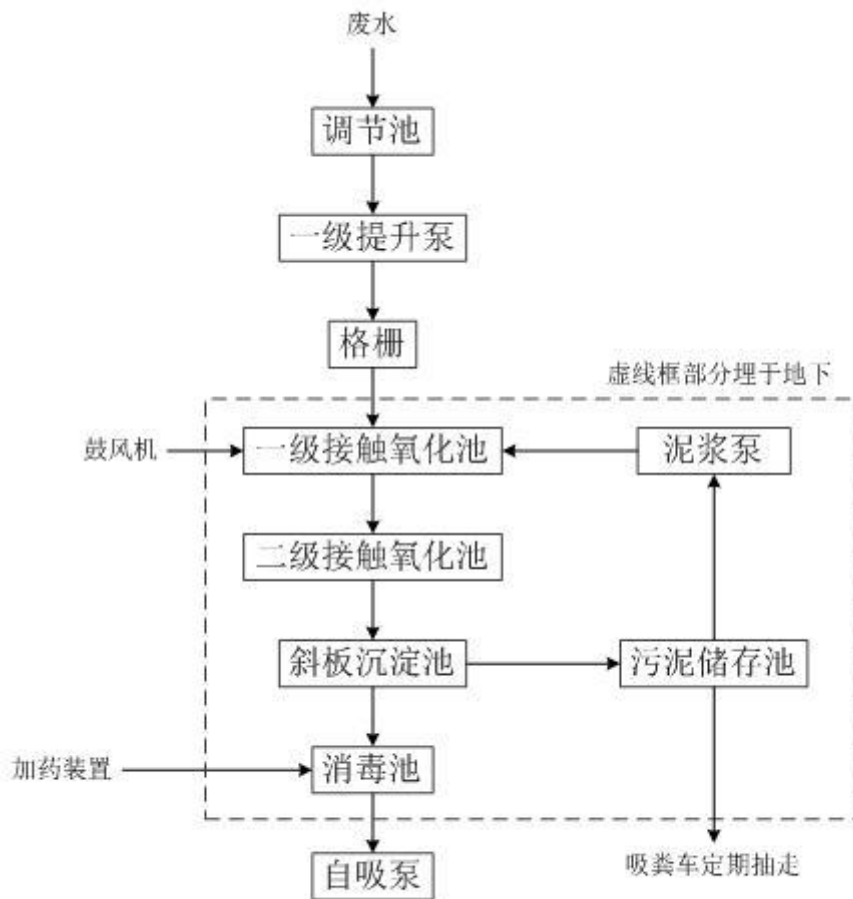 废水
调节池
一级提升泵
格栅
虚线框部分埋于地下
鼓风机
一级接触氧化池
泥浆泵
二级接触氧化池
斜板沉淀池
污泥储存池
加药装置
消毒池
自吸泵
吸粪车定期抽走